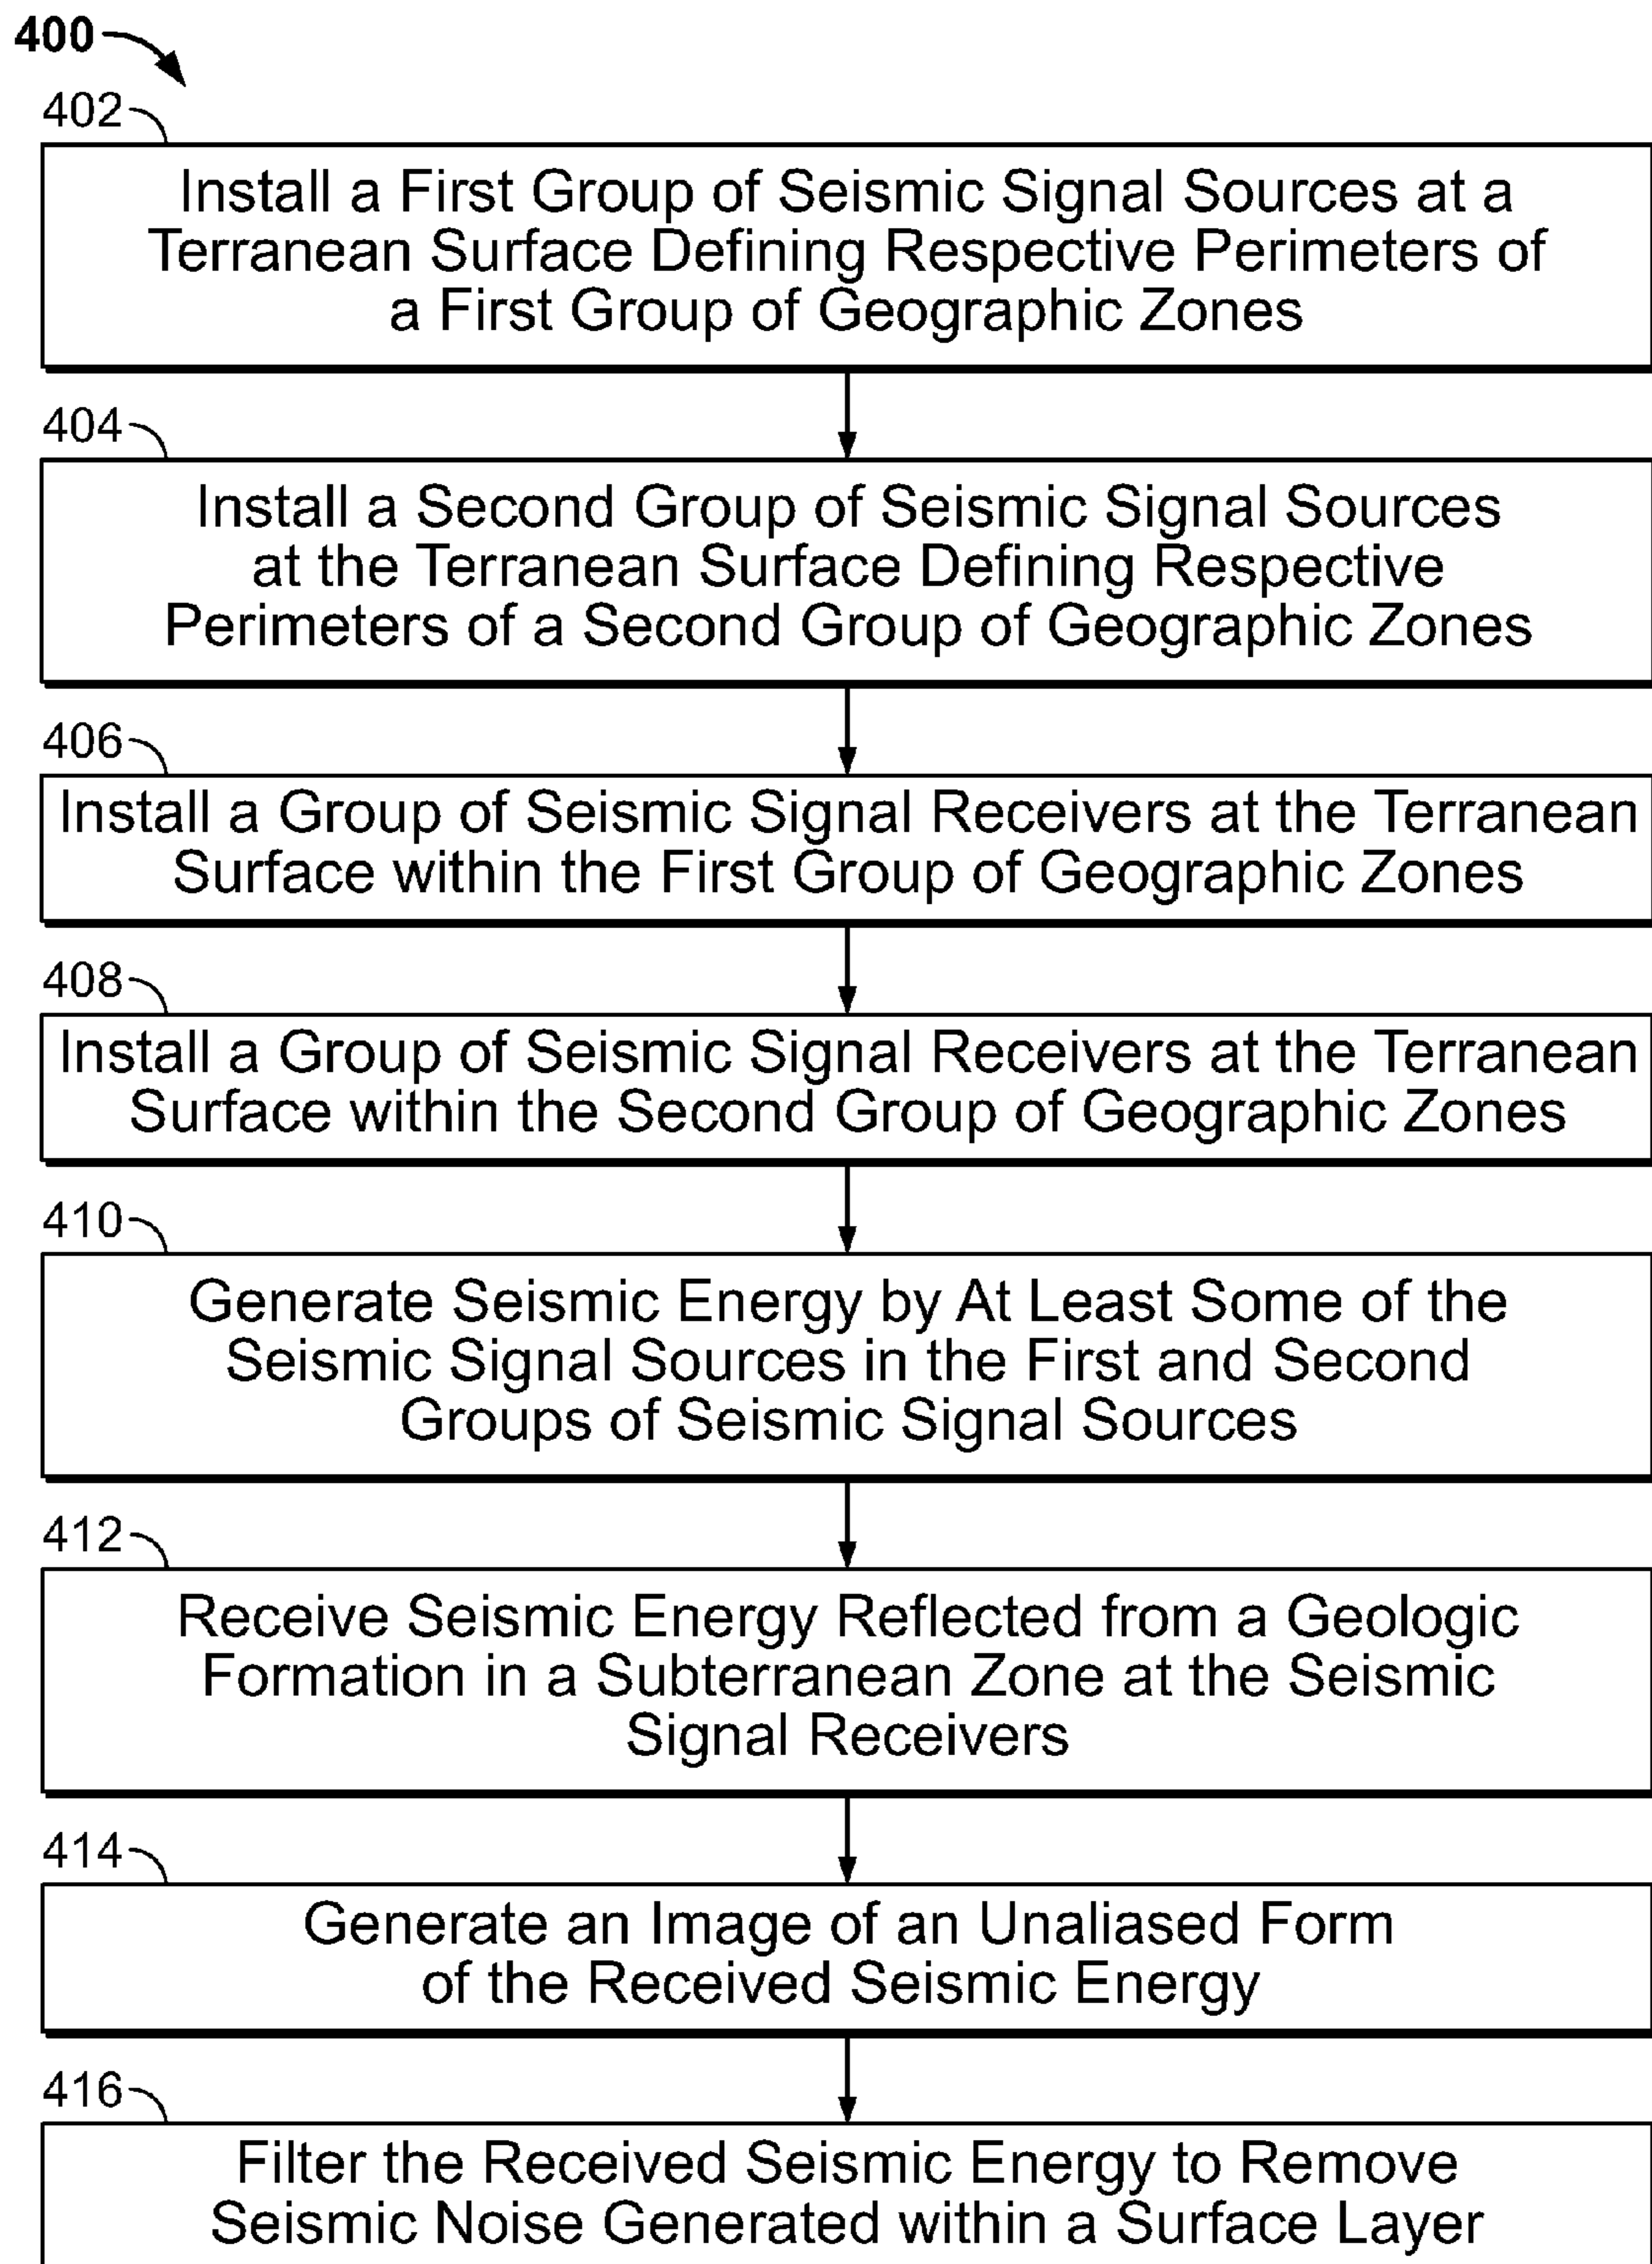 400
402
Install a First Group of Seismic Signal Sources at a
Terranean Surface Defining Respective Perimeters of
a First Group of Geographic Zones
404
Install a Second Group of Seismic Signal Sources
at the Terranean Surface Defining Respective
Perimeters of a Second Group of Geographic Zones
406
Install a Group of Seismic Signal Receivers at the Terranean
Surface within the First Group of Geographic Zones
408
Install a Group of Seismic Signal Receivers at the Terranean
Surface within the Second Group of Geographic Zones
410
Generate Seismic Energy by At Least Some of the
Seismic Signal Sources in the First and Second
Groups of Seismic Signal Sources
412
Receive Seismic Energy Reflected from a Geologic
Formation in a Subterranean Zone at the Seismic
Signal Receivers
414
Generate an Image of an Unaliased Form
of the Received Seismic Energy
416
Filter the Received Seismic Energy to Remove
Seismic Noise Generated within a Surface Layer